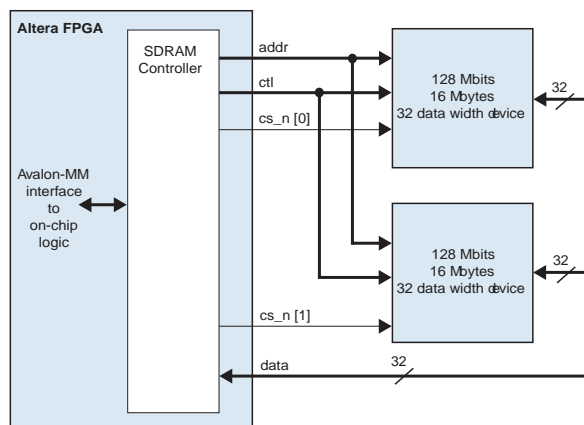 Altera FPGA
SDRAM
Controller
addr
ctl
cs_n [0]
128 Mbits
16 Mbytes
32 data width device
32
Avalon-MM
interface
to
on-chip
logic
128 Mbits
16 Mbytes
32 data width device
32
cs_n [1]
data
32